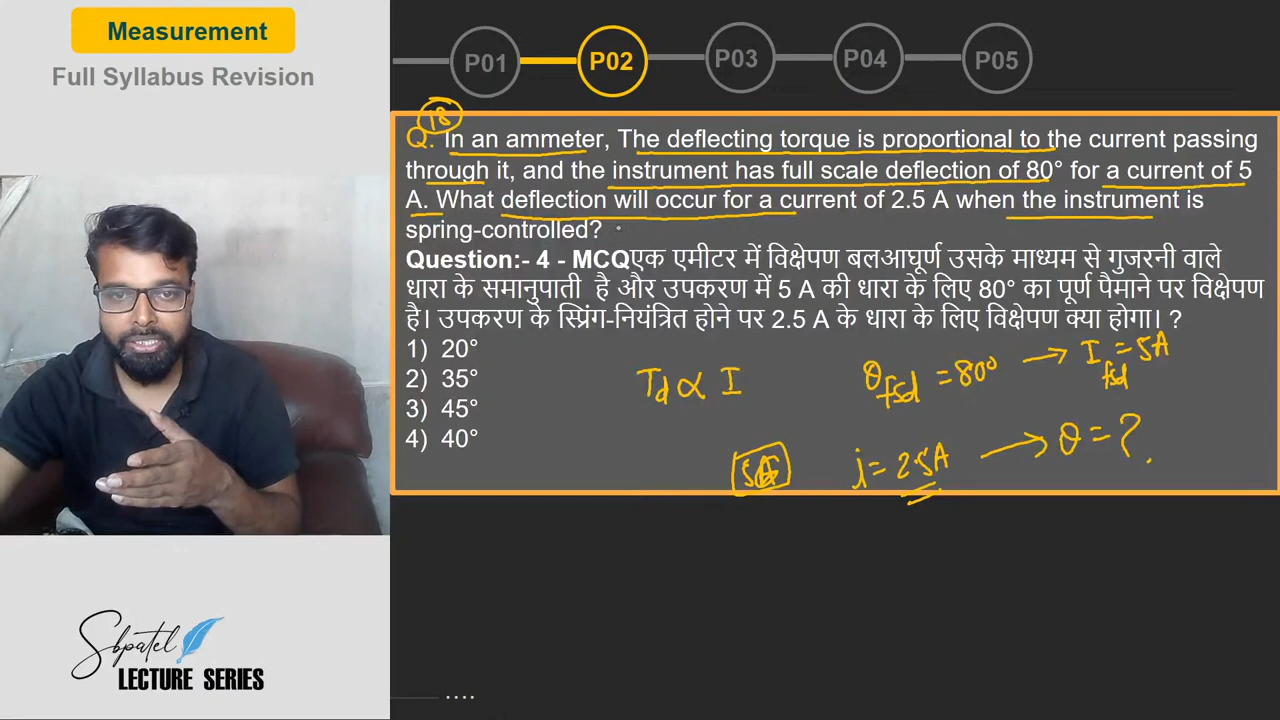 Measurement
Full Syllabus Revision
P01
P02
P03
P04
P05
18
Q. In an ammeter, The deflecting torque is proportional to the current passing
through it, and the instrument has full scale deflection of 80° for a current of 5
A. What deflection will occur for a current of 2.5 A when the instrument is
spring-controlled?
Question:- 4 - MCQएक एमीटर में विक्षेपण बलआघूर्ण उसके माध्यम से गुजरनी वाले
धारा के समानुपाती है और उपकरण में 5 A की धारा के लिए 80° का पूर्ण पैमाने पर विक्षेपण
है। उपकरण के स्प्रिंग-नियंत्रित होने पर 2.5 A के धारा के लिए विक्षेपण क्या होगा। ?
1) 20°
2) 35°
3) 45°
4) 40°
Td ∝ I
θfsd = 80° → Ifsd = 5A
i = 2.5A → θ = ?
Sbpatel
LECTURE SERIES
....